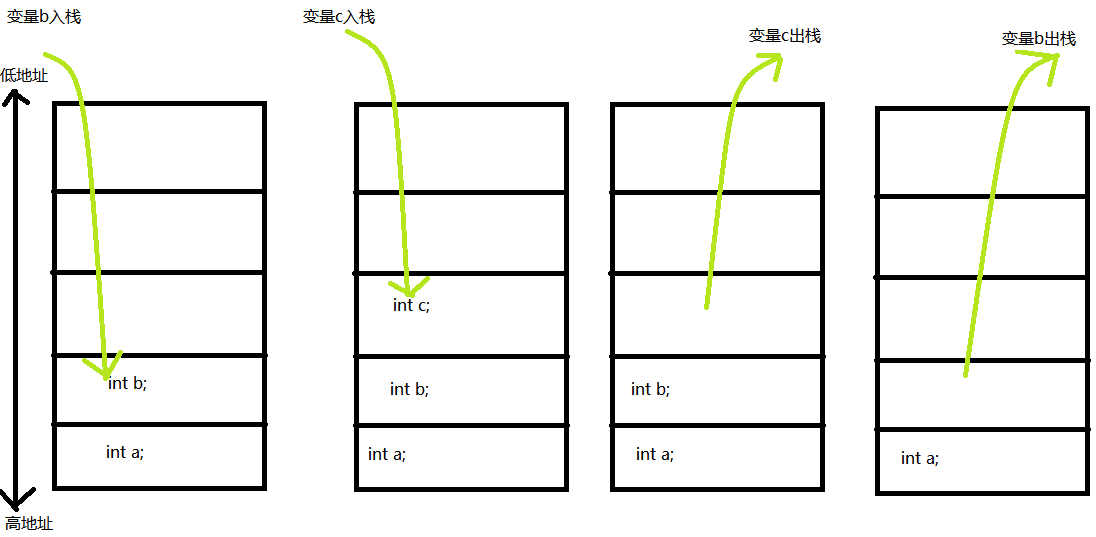 变量b入栈
变量c入栈
变量c出栈
变量b出栈
低地址
int c;
int b;
int b;
int b;
int a;
int a;
int a;
int a;
高地址